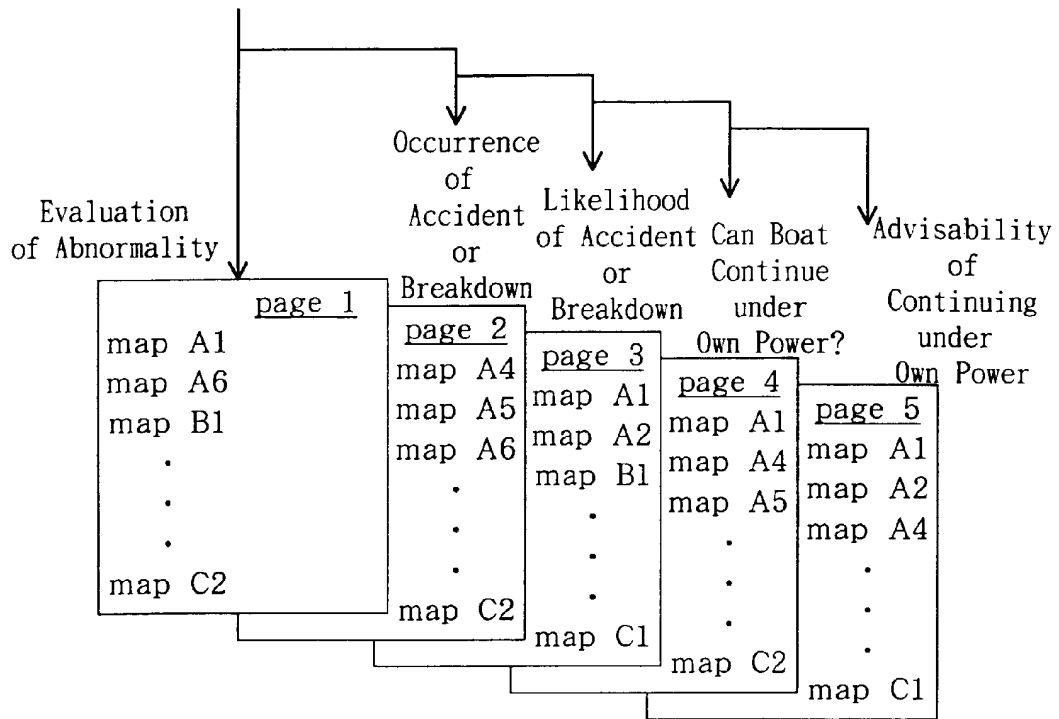 Evaluation
of Abnormality
page 1
map A1
map A6
map B1
map C2
Occurrence
of
Accident
or
Breakdown
page 2
map A4
map A5
map A6
map C2
Likelihood
of Accident
or
Breakdown
page 3
map A1
map A2
map B1
map C1
Can Boat
Continue
under
Own Power?
page 4
map A1
map A4
map A5
map C2
Advisability
of
Continuing
under
Own Power
page 5
map A1
map A2
map A4
map C1